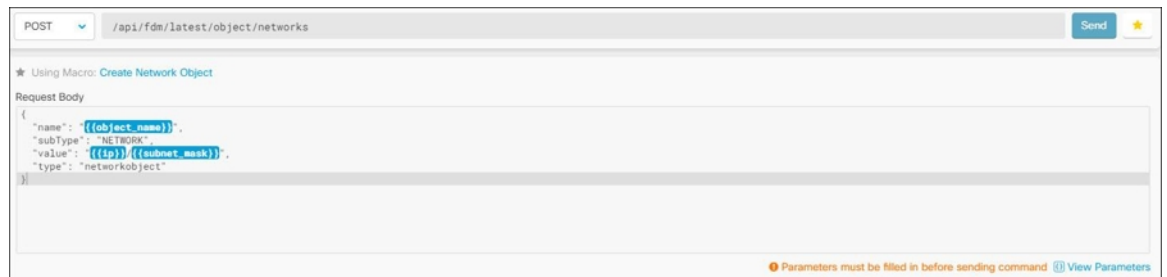 POST /api/fdm/latest/object/networks Send
Using Macro: Create Network Object
Request Body
{
"name": "{{object_name}}",
"subType": "NETWORK",
"value": "{{ip}}/{{subnet_mask}}",
"type": "networkobject"
}
Parameters must be filled in before sending command {} View Parameters